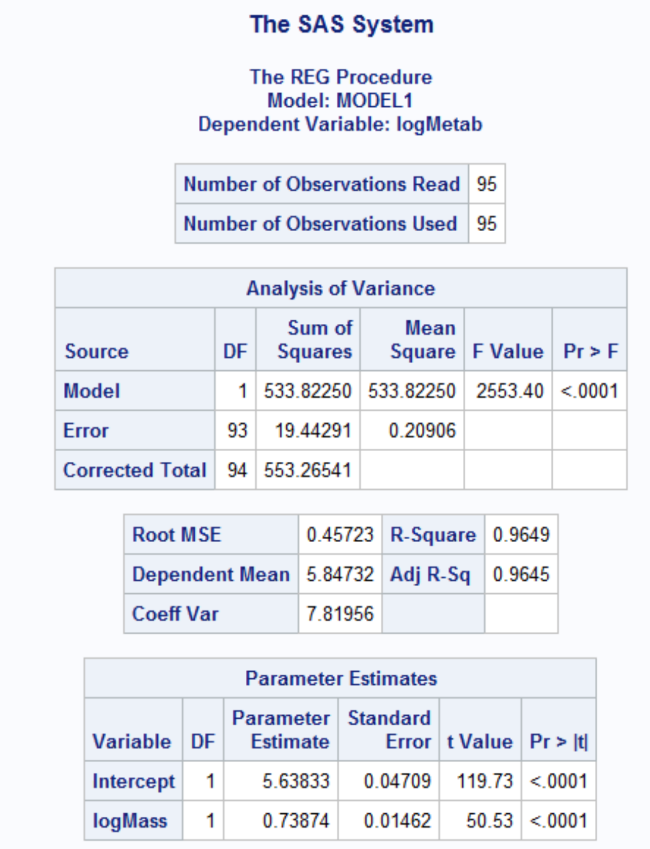 The SAS System
The REG Procedure
Model: MODEL1
Dependent Variable: logMetab
Number of Observations Read 95
Number of Observations Used 95
Analysis of Variance
Source DF Sum of Squares Mean Square F Value Pr > F
Model 1 533.82250 533.82250 2553.40 <.0001
Error 93 19.44291 0.20906
Corrected Total 94 553.26541
Root MSE 0.45723 R-Square 0.9649
Dependent Mean 5.84732 Adj R-Sq 0.9645
Coeff Var 7.81956
Parameter Estimates
Variable DF Parameter Estimate Standard Error t Value Pr > |t|
Intercept 1 5.63833 0.04709 119.73 <.0001
logMass 1 0.73874 0.01462 50.53 <.0001